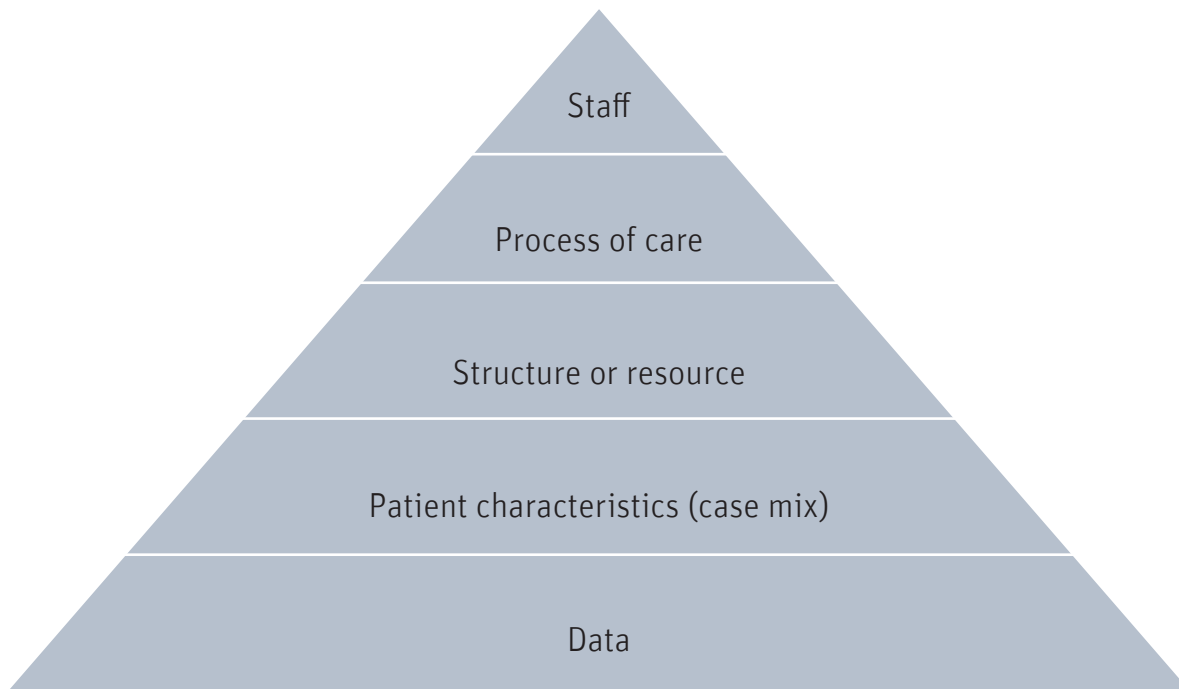 Staff
Process of care
Structure or resource
Patient characteristics (case mix)
Data